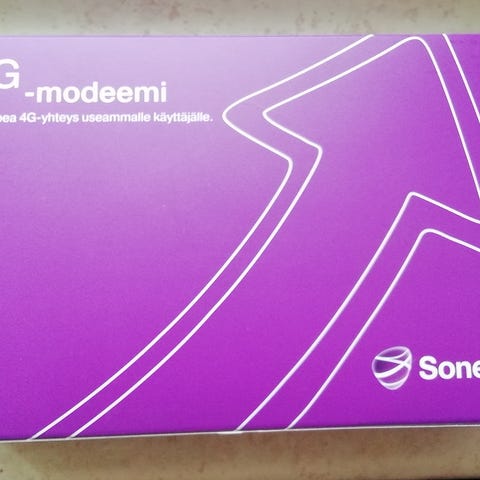 G
-modeemi
pea 4G-yhteys useammalle käyttäjälle.
Sone